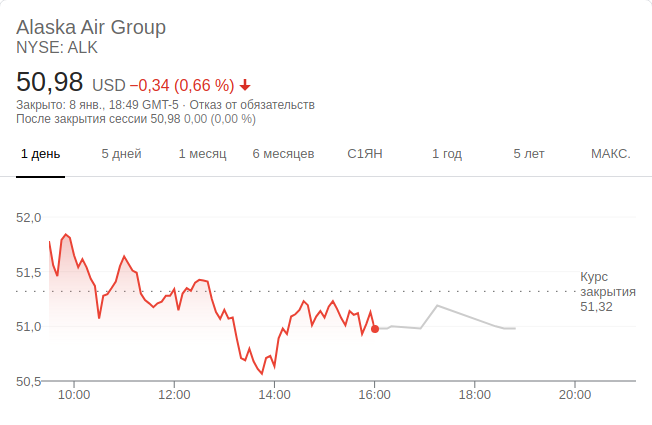 Alaska Air Group
NYSE: ALK
50,98 USD −0,34 (0,66 %)
Закрыто: 8 янв., 18:49 GMT-5 · Отказ от обязательств
После закрытия сессии 50,98 0,00 (0,00 %)
1 день 5 дней 1 месяц 6 месяцев С1ЯН 1 год 5 лет МАКС.
52,0
51,5
Курс
закрытия
51,32
51,0
50,5
10:00 12:00 14:00 16:00 18:00 20:00